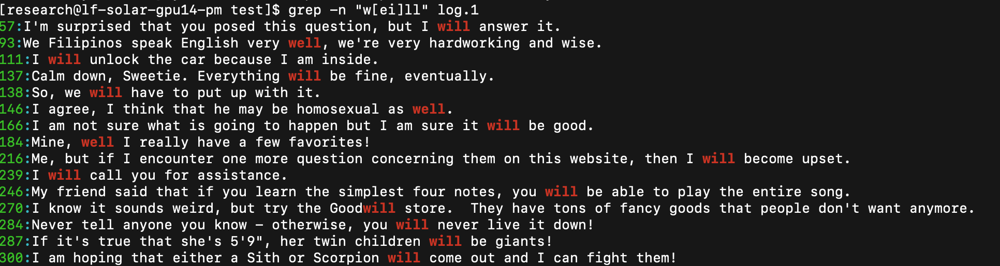 [research@lf-solar-gpu14-pm test]$ grep -n "w[ei]ll" log.1
57:I'm surprised that you posed this question, but I will answer it.
93:We Filipinos speak English very well, we're very hardworking and wise.
111:I will unlock the car because I am inside.
137:Calm down, Sweetie. Everything will be fine, eventually.
138:So, we will have to put up with it.
146:I agree, I think that he may be homosexual as well.
166:I am not sure what is going to happen but I am sure it will be good.
184:Mine, well I really have a few favorites!
216:Me, but if I encounter one more question concerning them on this website, then I will become upset.
239:I will call you for assistance.
246:My friend said that if you learn the simplest four notes, you will be able to play the entire song.
270:I know it sounds weird, but try the Goodwill store.  They have tons of fancy goods that people don't want anymore.
284:Never tell anyone you know – otherwise, you will never live it down!
287:If it's true that she's 5'9", her twin children will be giants!
300:I am hoping that either a Sith or Scorpion will come out and I can fight them!